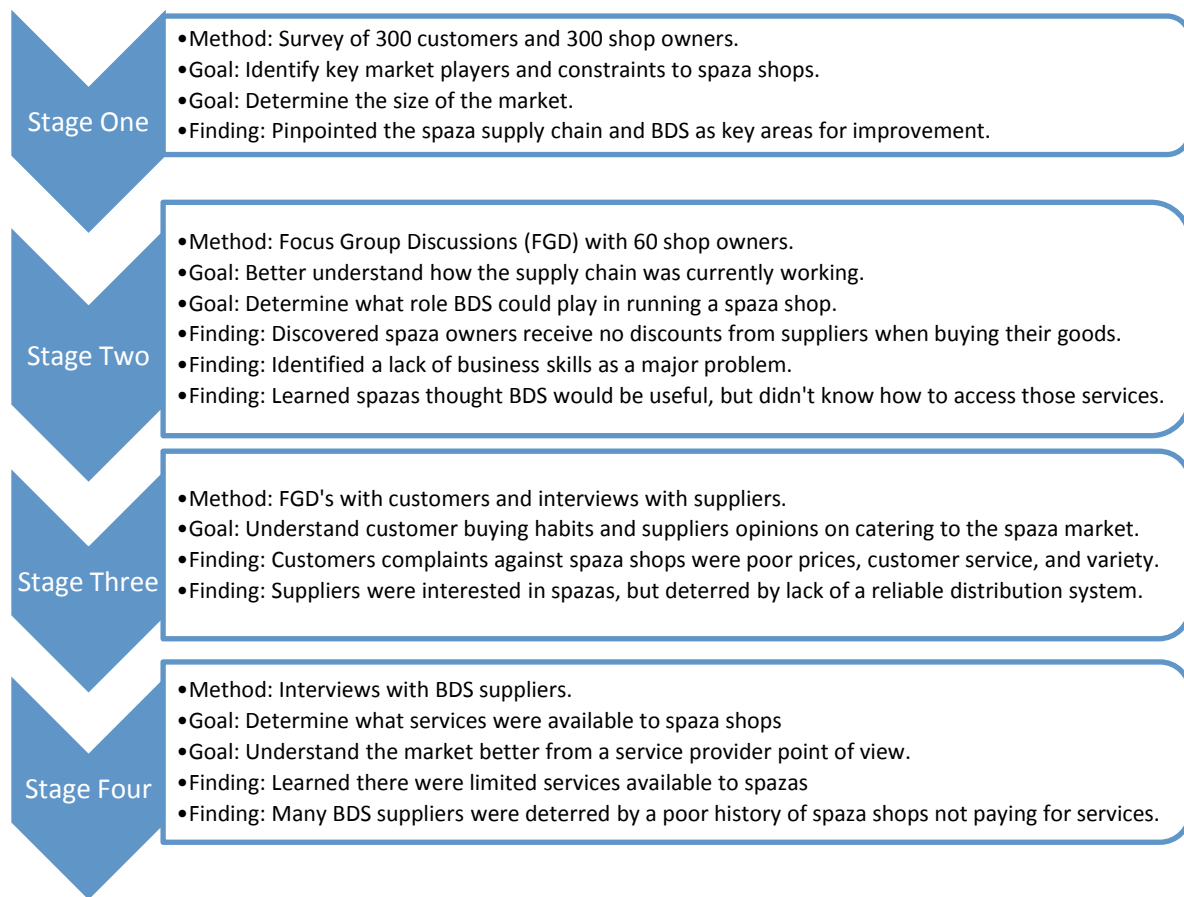 Stage One
•Method: Survey of 300 customers and 300 shop owners.
•Goal: Identify key market players and constraints to spaza shops.
•Goal: Determine the size of the market.
•Finding: Pinpointed the spaza supply chain and BDS as key areas for improvement.
Stage Two
•Method: Focus Group Discussions (FGD) with 60 shop owners.
•Goal: Better understand how the supply chain was currently working.
•Goal: Determine what role BDS could play in running a spaza shop.
•Finding: Discovered spaza owners receive no discounts from suppliers when buying their goods.
•Finding: Identified a lack of business skills as a major problem.
•Finding: Learned spazas thought BDS would be useful, but didn't know how to access those services.
Stage Three
•Method: FGD's with customers and interviews with suppliers.
•Goal: Understand customer buying habits and suppliers opinions on catering to the spaza market.
•Finding: Customers complaints against spaza shops were poor prices, customer service, and variety.
•Finding: Suppliers were interested in spazas, but deterred by lack of a reliable distribution system.
Stage Four
•Method: Interviews with BDS suppliers.
•Goal: Determine what services were available to spaza shops
•Goal: Understand the market better from a service provider point of view.
•Finding: Learned there were limited services available to spazas
•Finding: Many BDS suppliers were deterred by a poor history of spaza shops not paying for services.